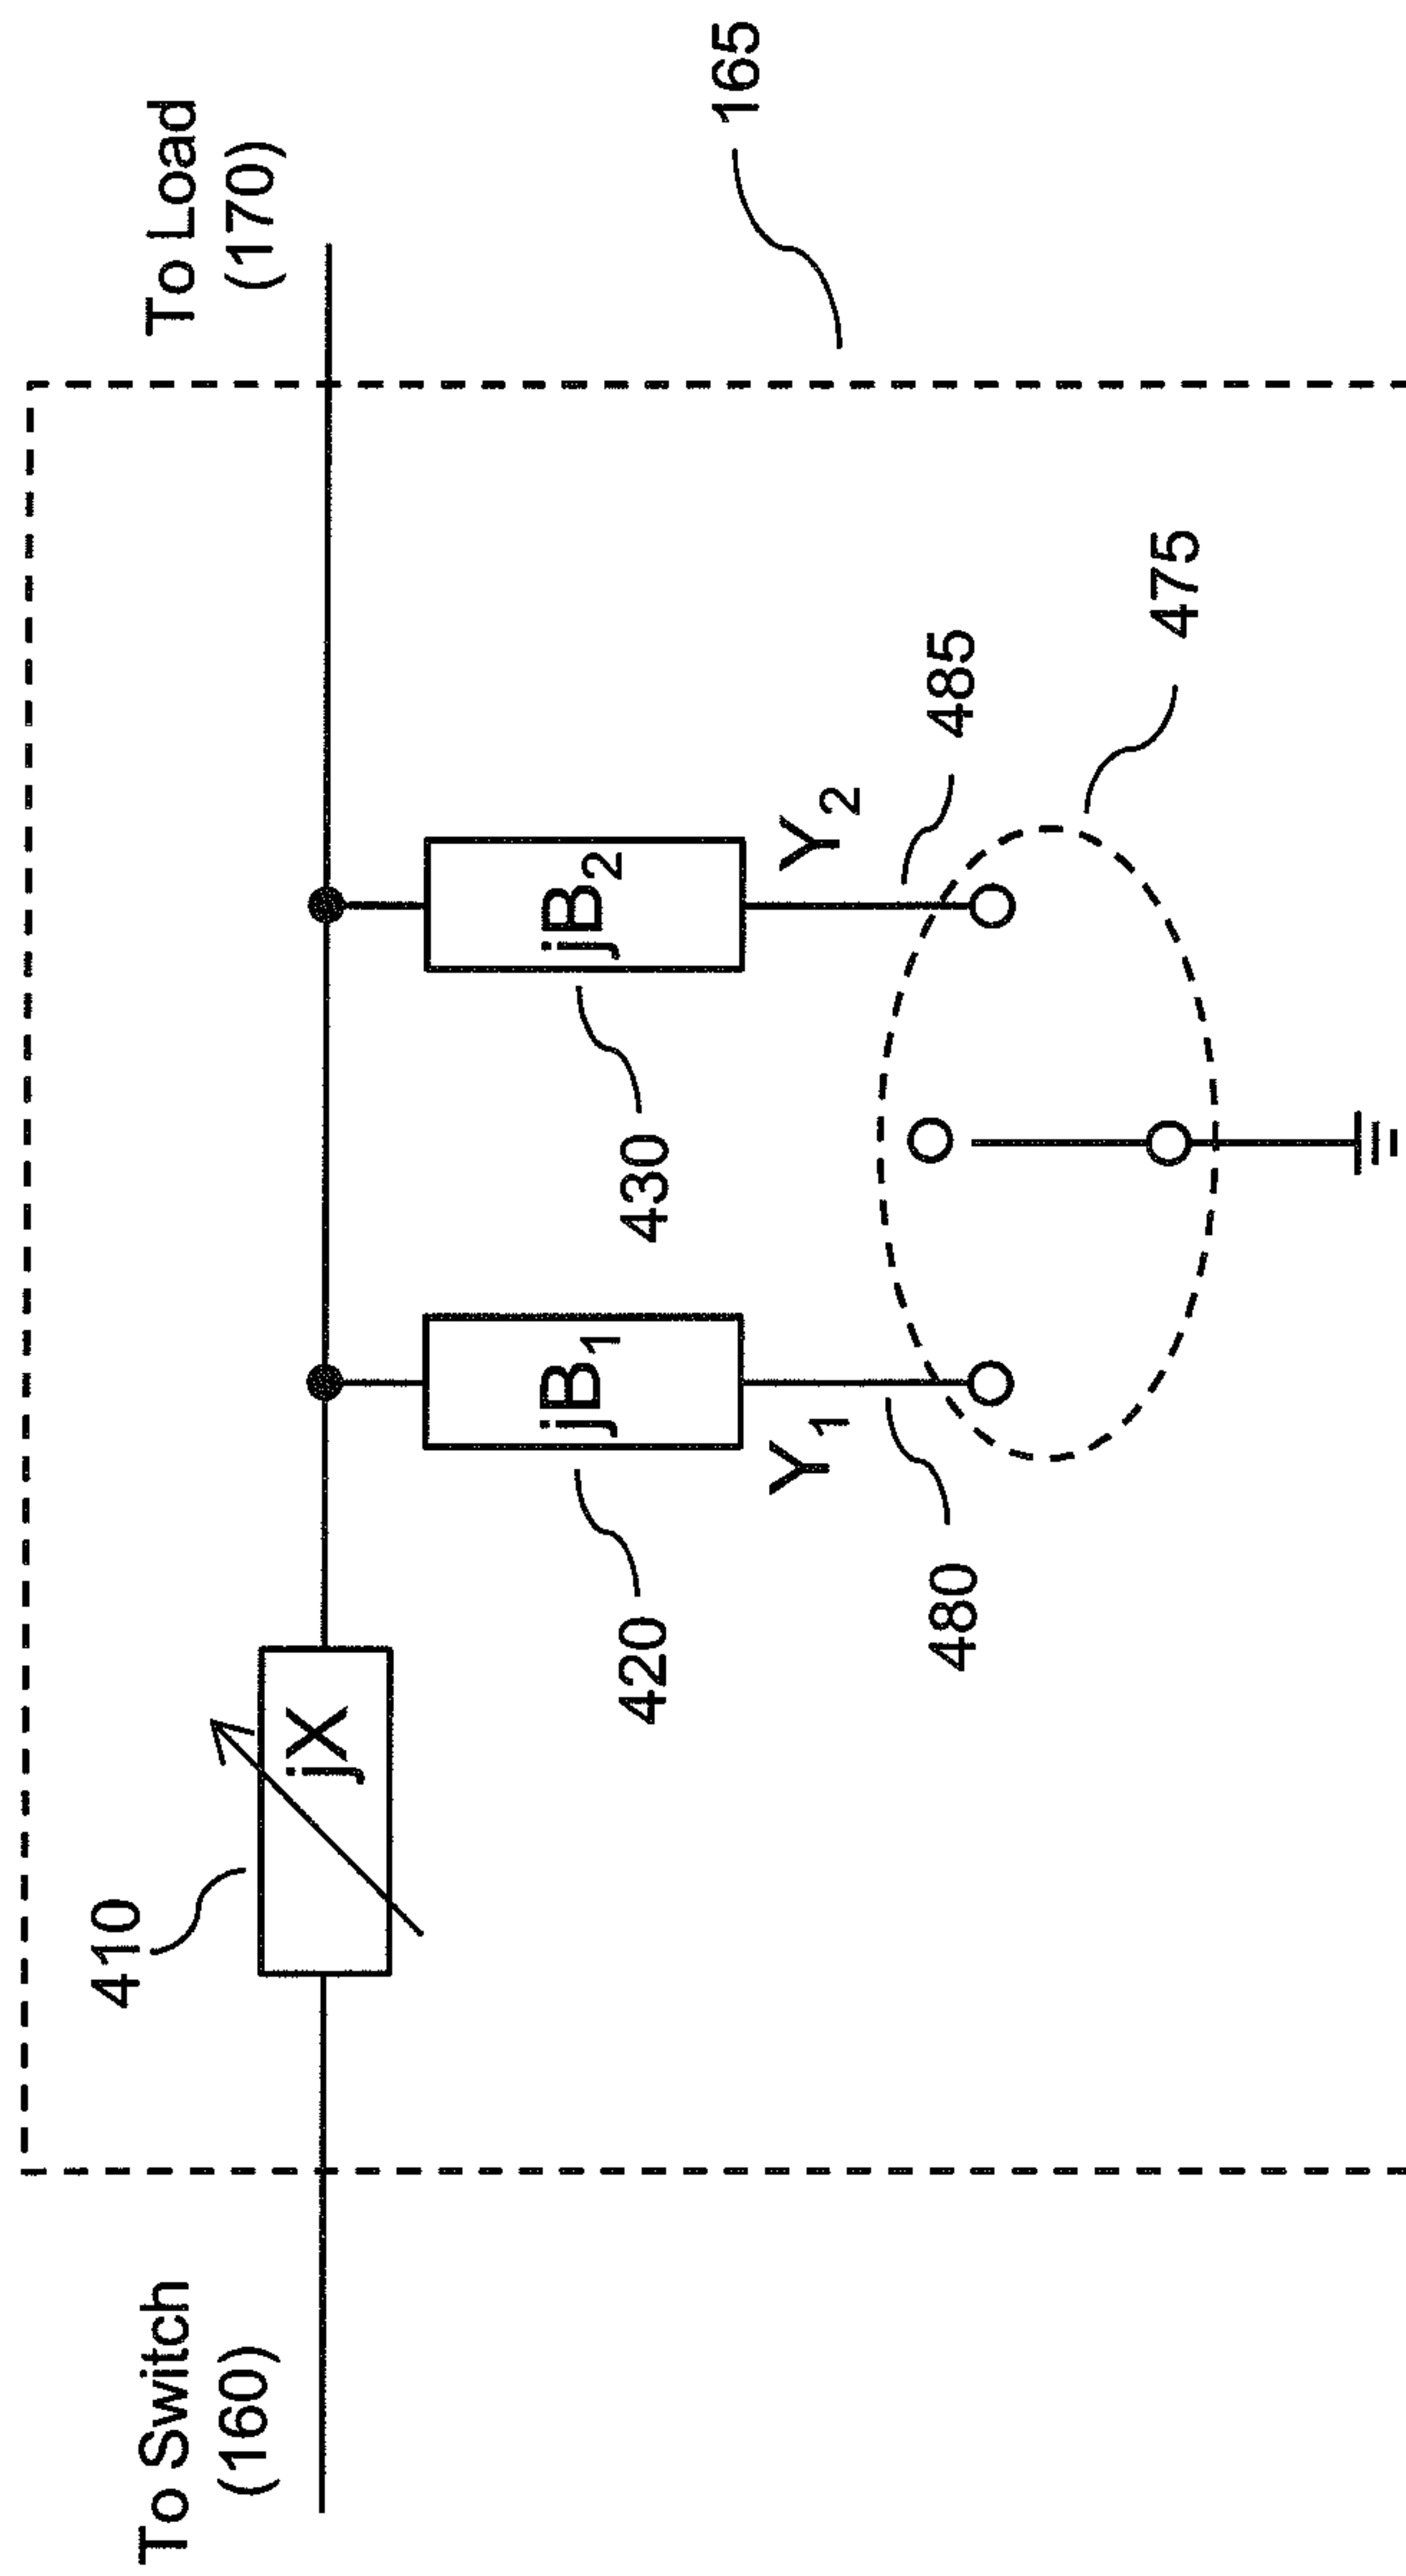 To Switch
(160)
To Load
(170)
410
jX
165
jB1
jB2
420
430
Y1
Y2
480
485
475